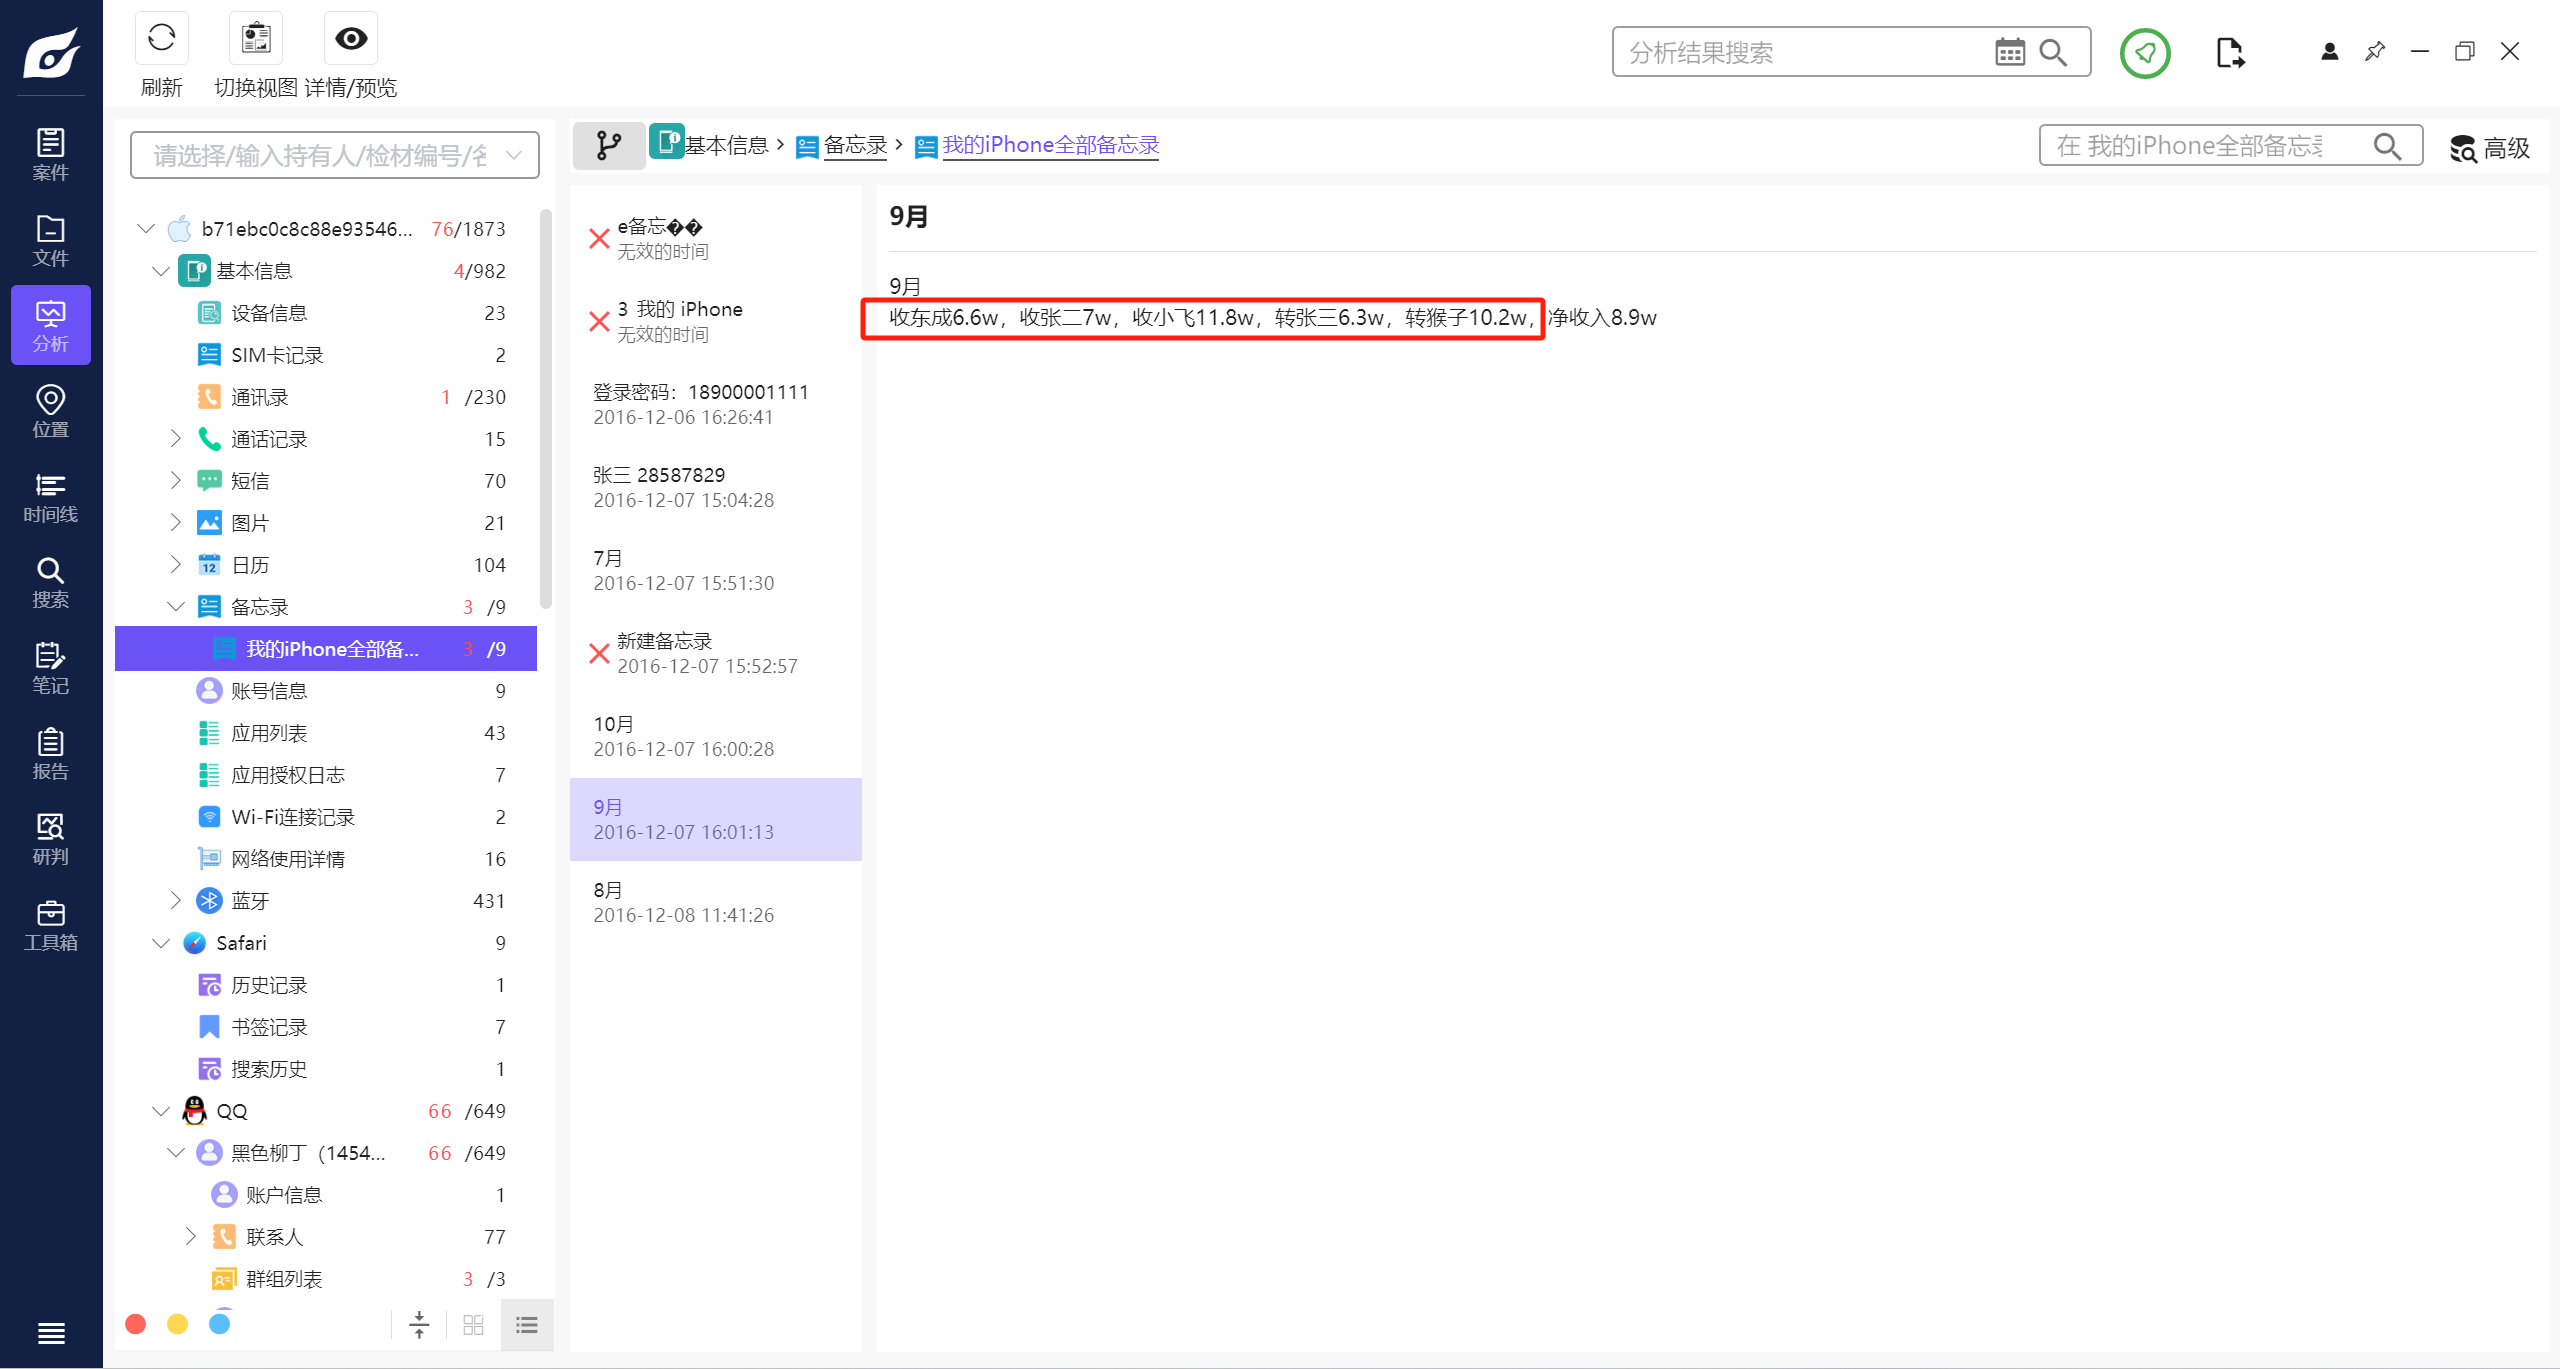 刷新
切换视图
详情/预览
分析结果搜索
案件
文件
分析
位置
时间线
搜索
笔记
报告
研判
工具箱
请选择/输入持有人/检材编号/名
b71ebc0c8c88e93546... 76/1873
基本信息 4/982
设备信息 23
SIM卡记录 2
通讯录 1 /230
通话记录 15
短信 70
图片 21
日历 104
备忘录 3 /9
我的iPhone全部备... 3 /9
账号信息 9
应用列表 43
应用授权日志 7
Wi-Fi连接记录 2
网络使用详情 16
蓝牙 431
Safari 9
历史记录 1
书签记录 7
搜索历史 1
QQ 66 /649
黑色柳丁（1454... 66 /649
账户信息 1
联系人 77
群组列表 3 /3
基本信息 › 备忘录 › 我的iPhone全部备忘录
在 我的iPhone全部备忘录
高级
e备忘��
无效的时间
3 我的 iPhone
无效的时间
登录密码：18900001111
2016-12-06 16:26:41
张三 28587829
2016-12-07 15:04:28
7月
2016-12-07 15:51:30
新建备忘录
2016-12-07 15:52:57
10月
2016-12-07 16:00:28
9月
2016-12-07 16:01:13
8月
2016-12-08 11:41:26
9月
9月
收东成6.6w，收张二7w，收小飞11.8w，转张三6.3w，转猴子10.2w，净收入8.9w